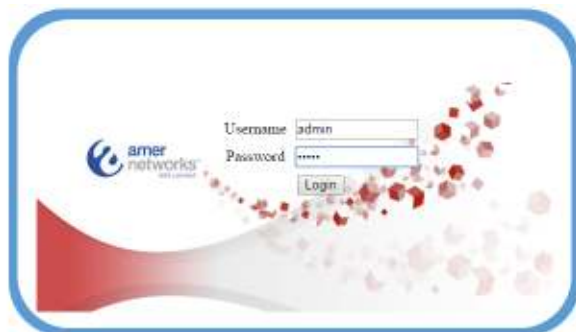 Username admin
amer
networks
Password •••••
Login